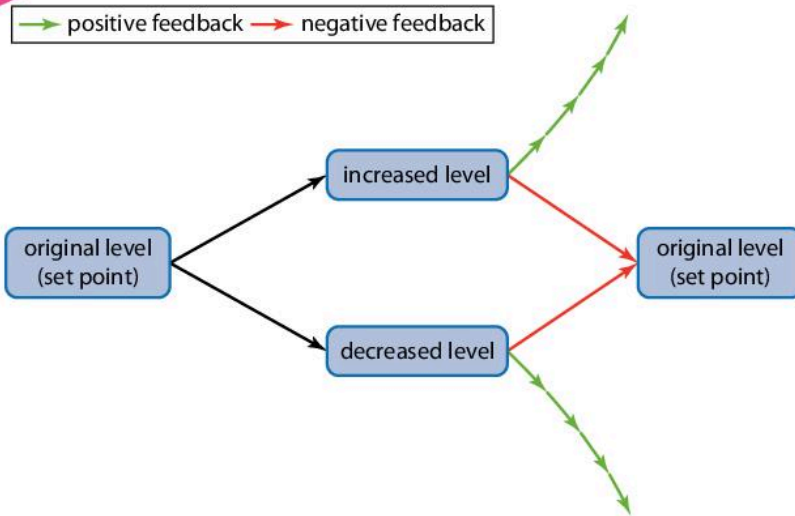 positive feedback negative feedback
increased level
original level
(set point)
original level
(set point)
decreased level